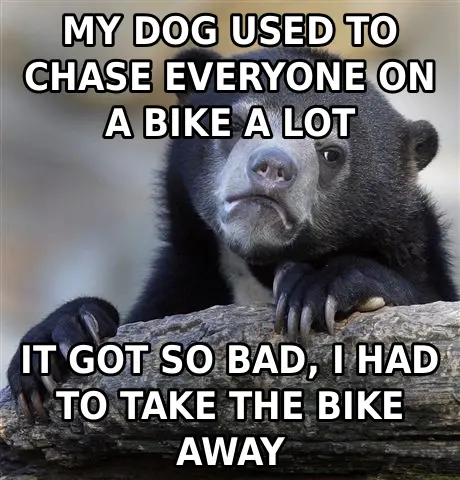 MY DOG USED TO
CHASE EVERYONE ON
A BIKE A LOT
IT GOT SO BAD, I HAD
TO TAKE THE BIKE
AWAY